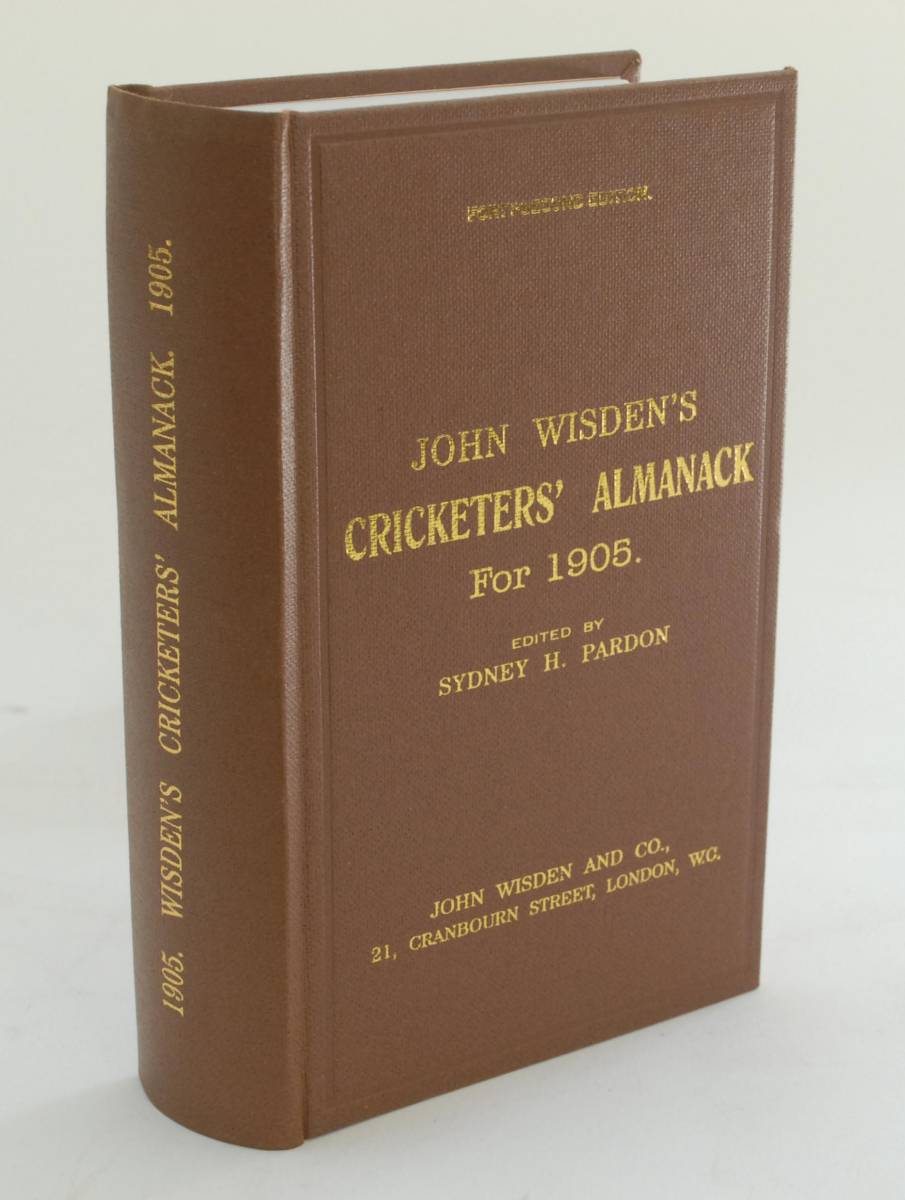 1905. WISDEN'S CRICKETERS' ALMANACK. 1905.
FORTY-SECOND EDITION.
JOHN WISDEN'S
CRICKETERS' ALMANACK
For 1905.
EDITED BY
SYDNEY H. PARDON
JOHN WISDEN AND CO.,
21, CRANBOURN STREET, LONDON, W.C.